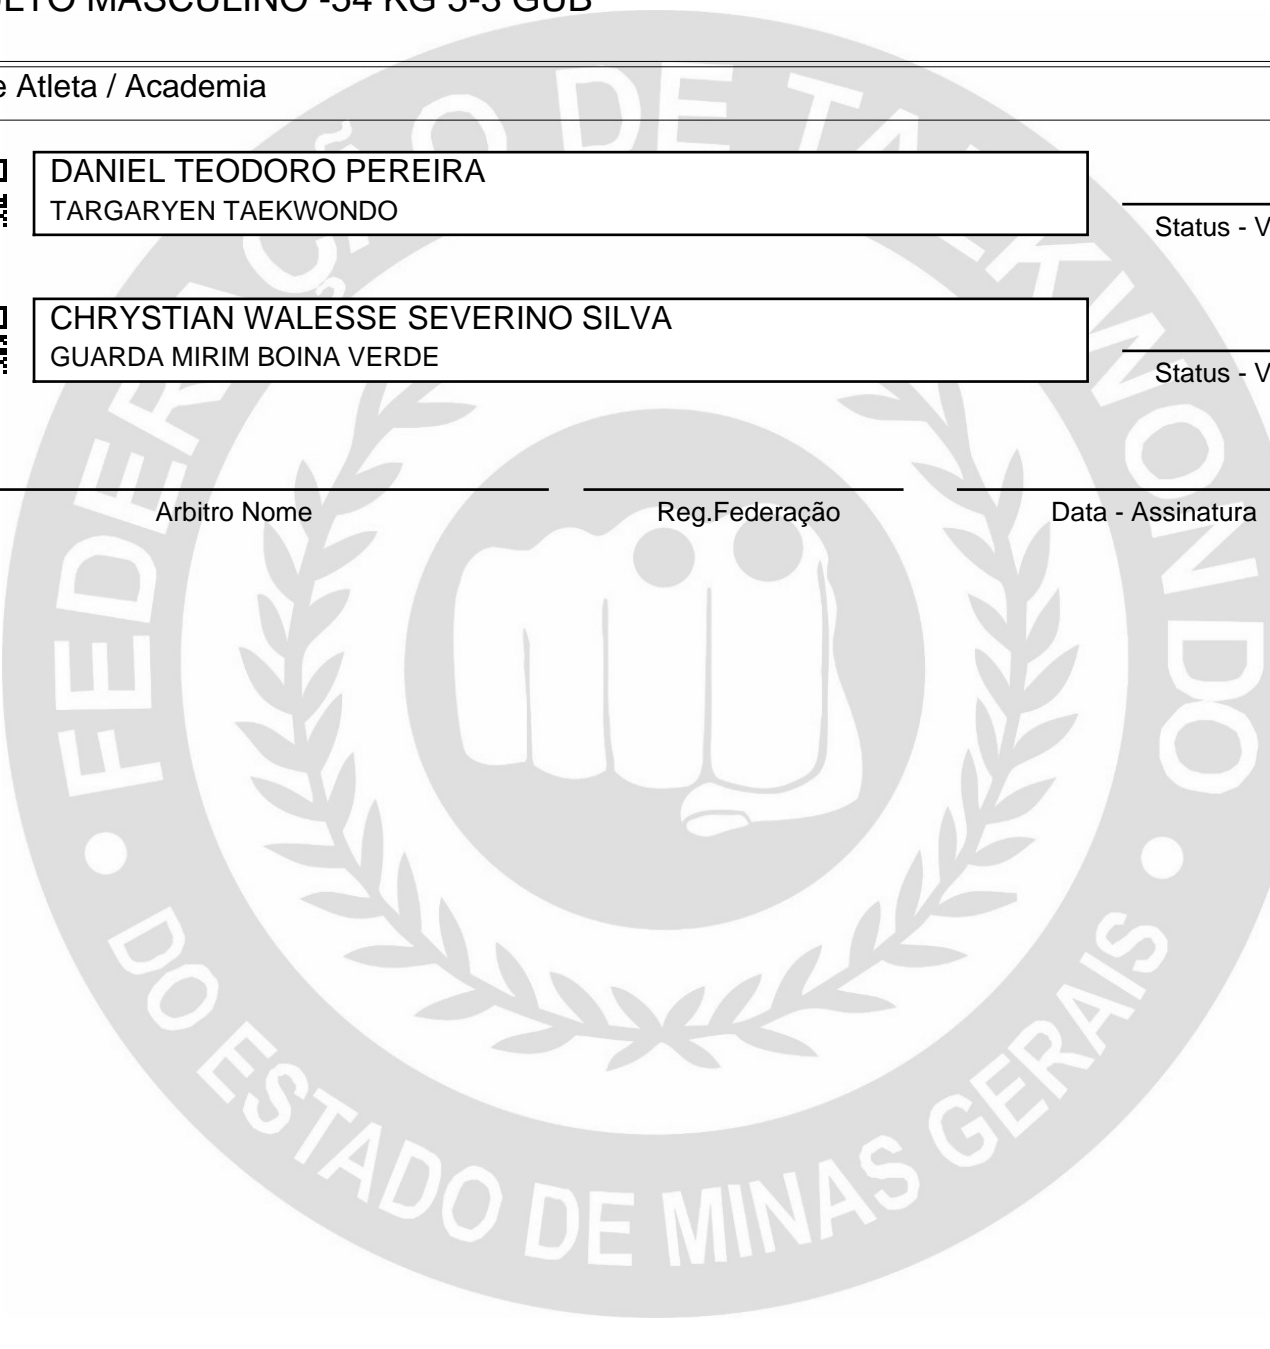 MASCULINO -54 KG 5-3 GUB
Atleta / Academia
DANIEL TEODORO PEREIRA
TARGARYEN TAEKWONDO
Status - V
CHRYSTIAN WALESSE SEVERINO SILVA
GUARDA MIRIM BOINA VERDE
Status - V
Arbitro Nome Reg.Federação Data - Assinatura
FEDERAÇÃO DE TAEKWONDO
DO ESTADO DE MINAS GERAIS